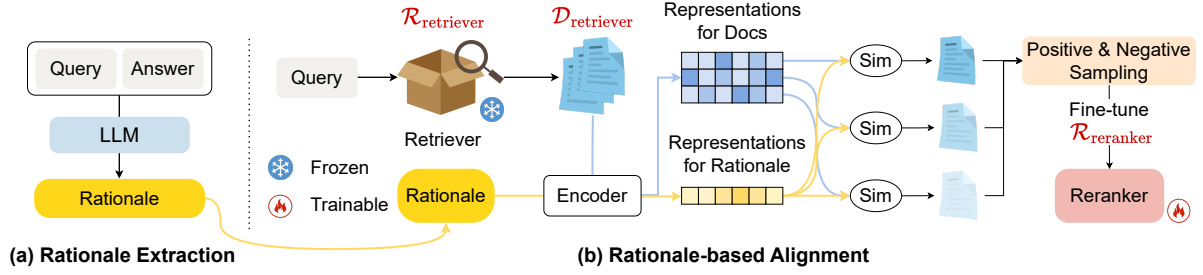 Query
Answer
LLM
Rationale
(a) Rationale Extraction
Query
R_retriever
Retriever
D_retriever
Frozen
Trainable
Rationale
Encoder
Representations
for Docs
Representations
for Rationale
Sim
Sim
Sim
Positive & Negative
Sampling
Fine-tune
R_reranker
Reranker
(b) Rationale-based Alignment